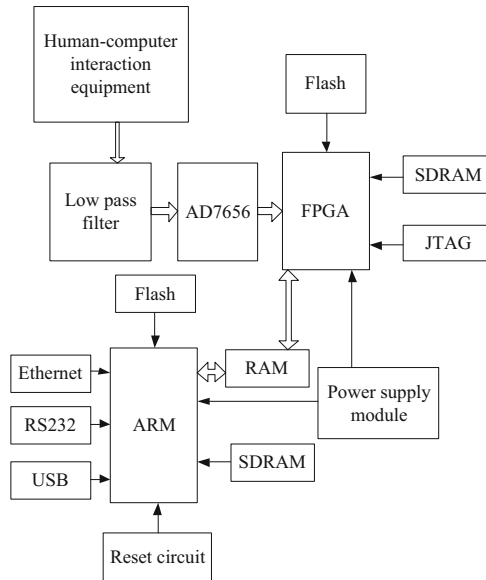 Human-computer
interaction
equipment
Flash
Low pass
filter
AD7656
FPGA
SDRAM
JTAG
Flash
Ethernet
RS232
USB
ARM
RAM
SDRAM
Power supply
module
Reset circuit